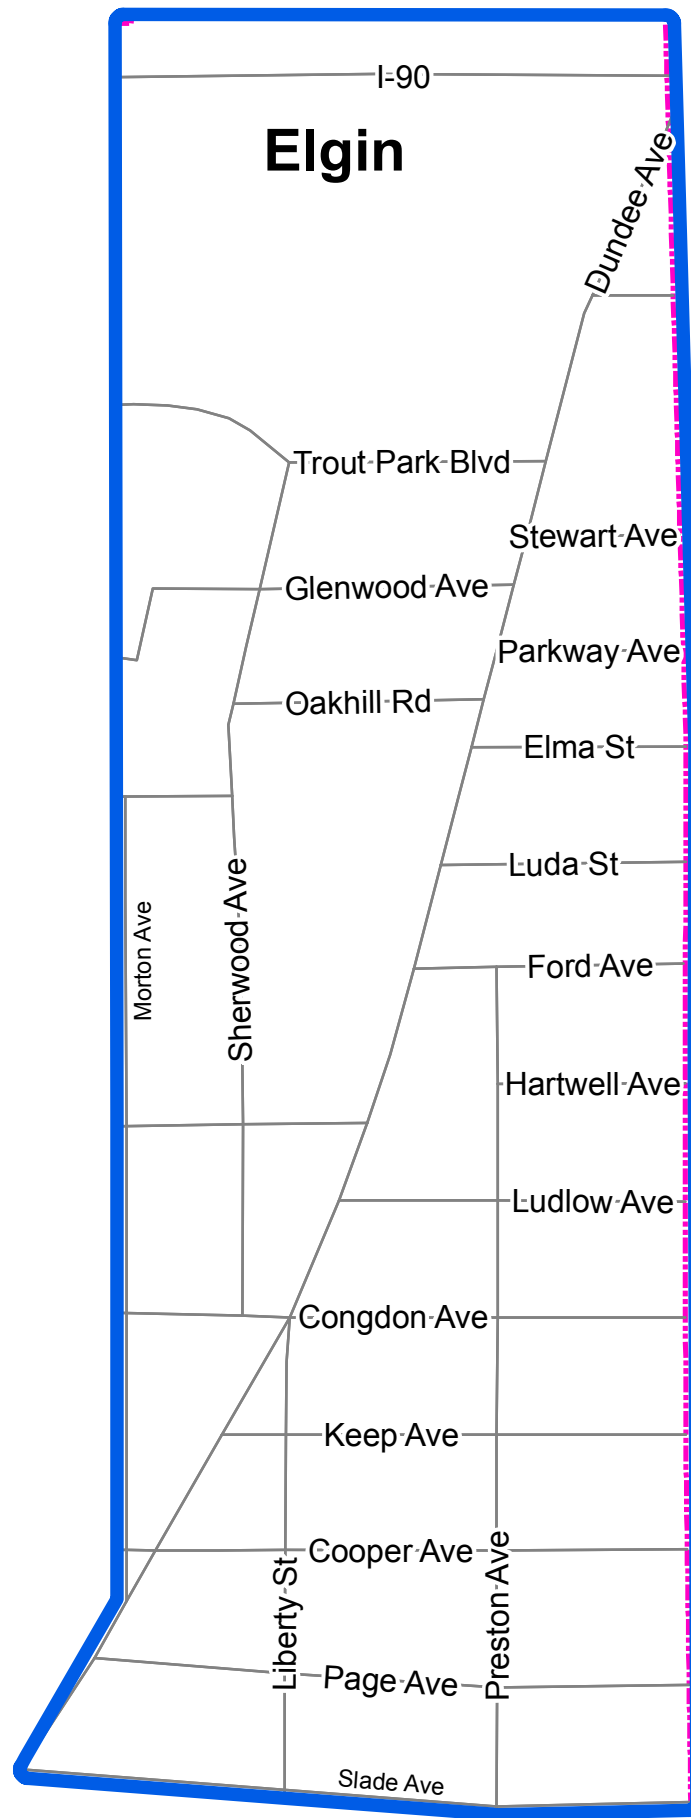 I-90
Elgin
Dundee Ave
Trout Park Blvd
Stewart Ave
Glenwood Ave
Parkway Ave
Oakhill Rd
Elma St
Luda St
Morton Ave
Sherwood Ave
Ford Ave
Hartwell Ave
Ludlow Ave
Congdon Ave
Keep Ave
Cooper Ave
Liberty St
Preston Ave
Page Ave
Slade Ave